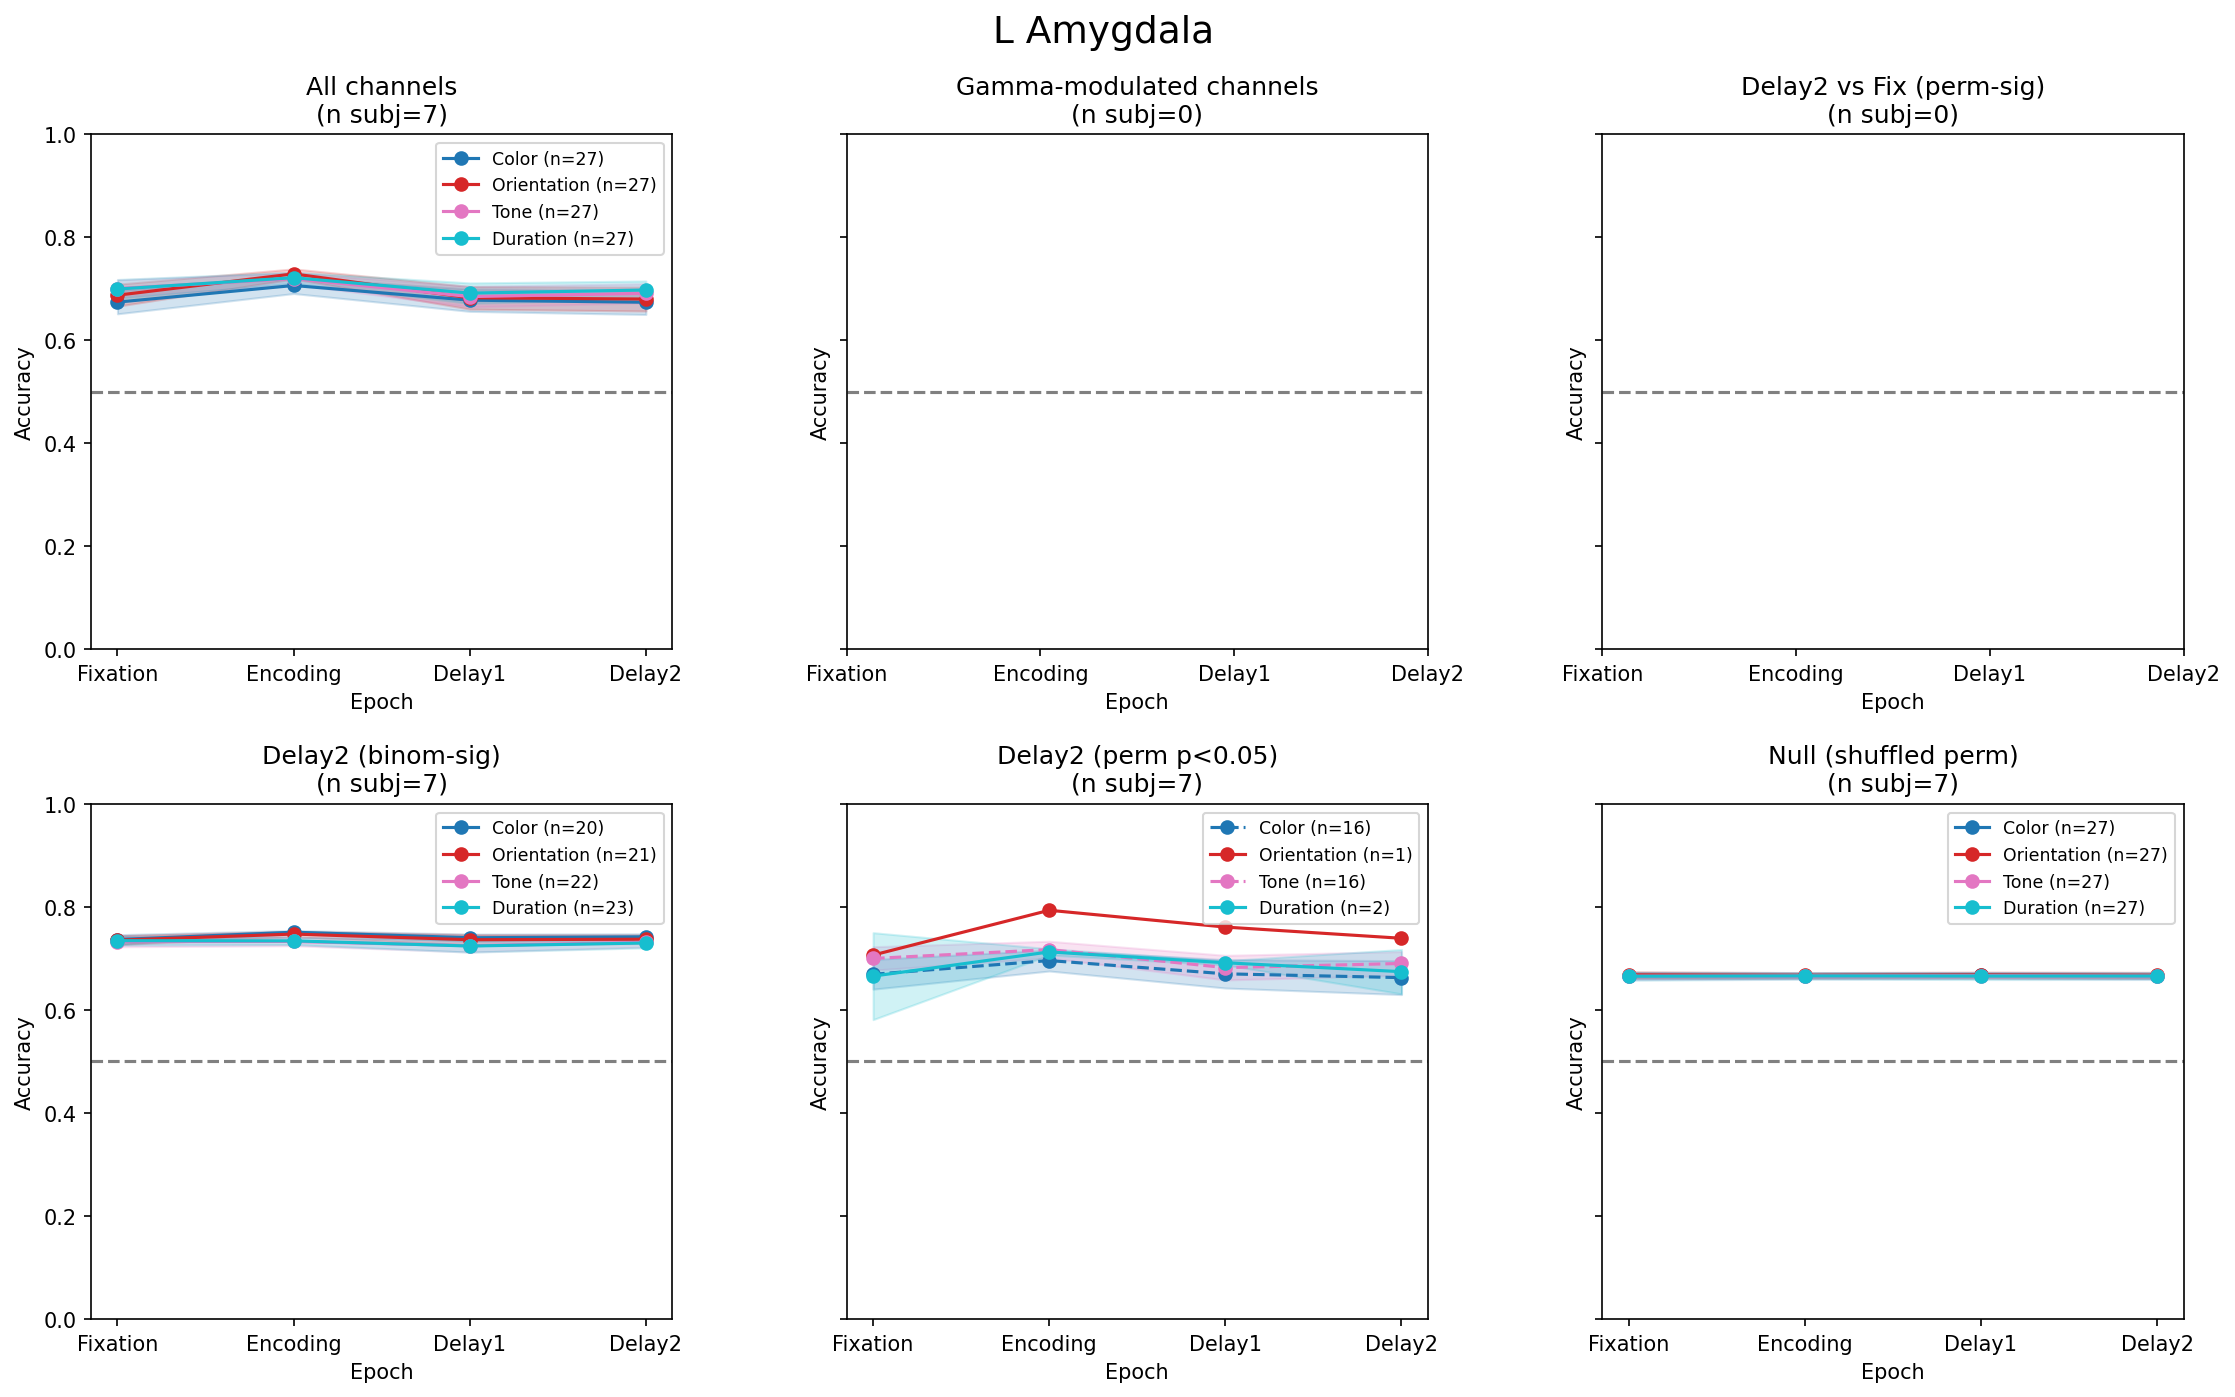 L Amygdala
All channels
(n subj=7)
1.0
0.8
0.6
0.4
0.2
0.0
Accuracy
Color (n=27)
Orientation (n=27)
Tone (n=27)
Duration (n=27)
Fixation Encoding Delay1 Delay2
Epoch
Gamma-modulated channels
(n subj=0)
Accuracy
Fixation Encoding Delay1 Delay2
Epoch
Delay2 vs Fix (perm-sig)
(n subj=0)
Accuracy
Fixation Encoding Delay1 Delay2
Epoch
Delay2 (binom-sig)
(n subj=7)
1.0
0.8
0.6
0.4
0.2
0.0
Accuracy
Color (n=20)
Orientation (n=21)
Tone (n=22)
Duration (n=23)
Fixation Encoding Delay1 Delay2
Epoch
Delay2 (perm p<0.05)
(n subj=7)
Accuracy
Color (n=16)
Orientation (n=1)
Tone (n=16)
Duration (n=2)
Fixation Encoding Delay1 Delay2
Epoch
Null (shuffled perm)
(n subj=7)
Accuracy
Color (n=27)
Orientation (n=27)
Tone (n=27)
Duration (n=27)
Fixation Encoding Delay1 Delay2
Epoch